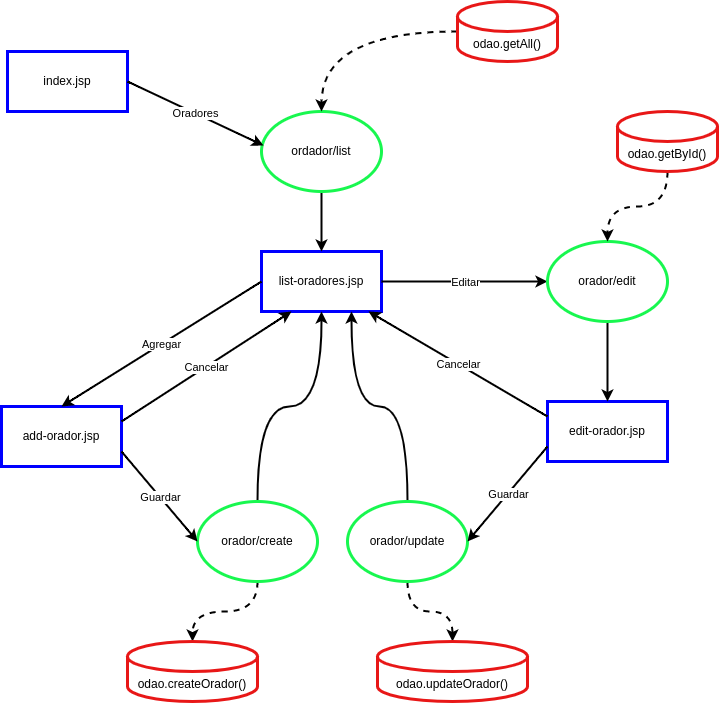 odao.getAll()
index.jsp
Oradores
ordador/list
odao.getById()
list-oradores.jsp
Editar
orador/edit
Agregar
Cancelar
Cancelar
add-orador.jsp
edit-orador.jsp
Guardar
Guardar
orador/create
orador/update
odao.createOrador()
odao.updateOrador()